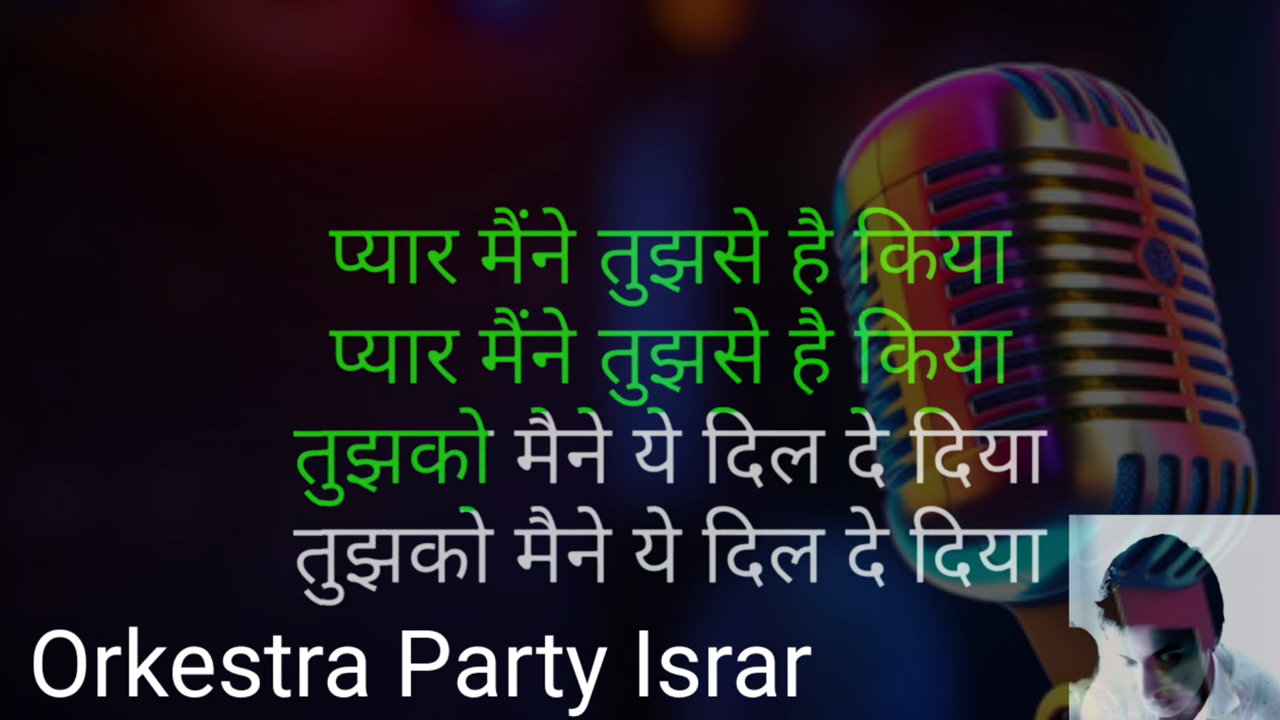 प्यार मैंने तुझसे है किया
प्यार मैंने तुझसे है किया
तुझको मैने ये दिल दे दिया
तुझको मैने ये दिल दे दिया
Orkestra Party Israr